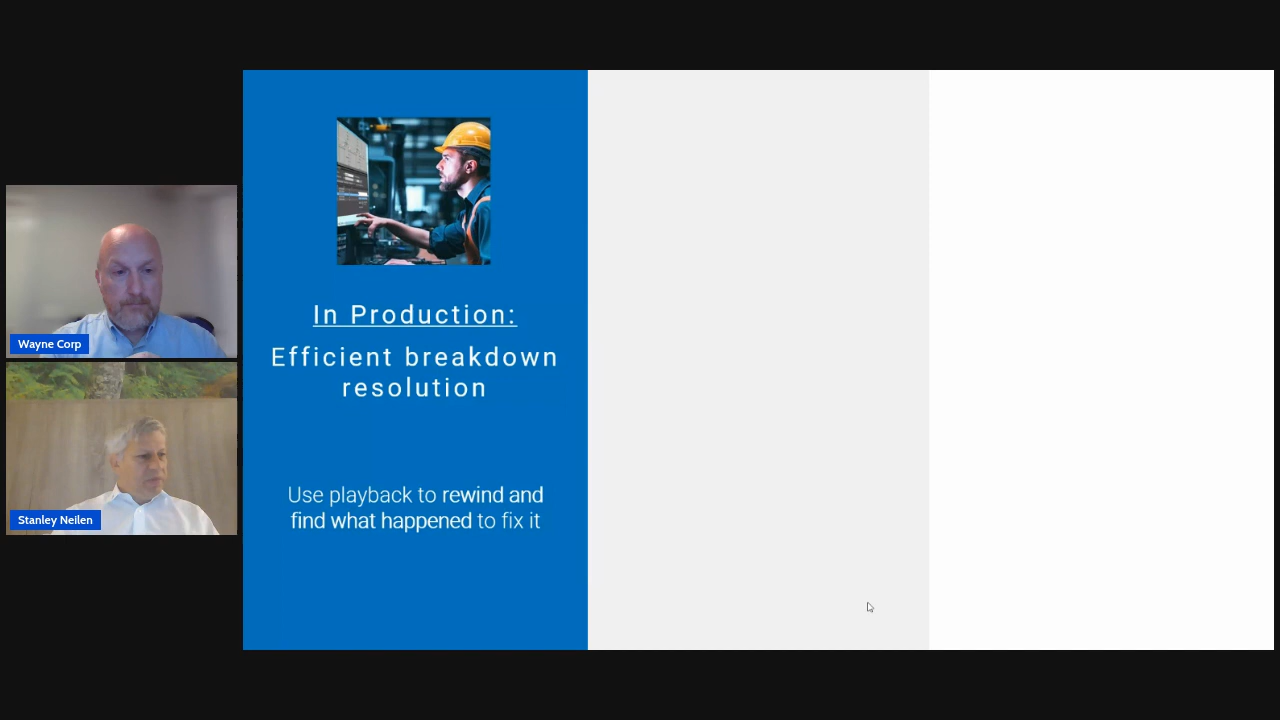 Wayne Corp
Stanley Neilen
In Production:
Efficient breakdown
resolution
Use playback to rewind and
find what happened to fix it